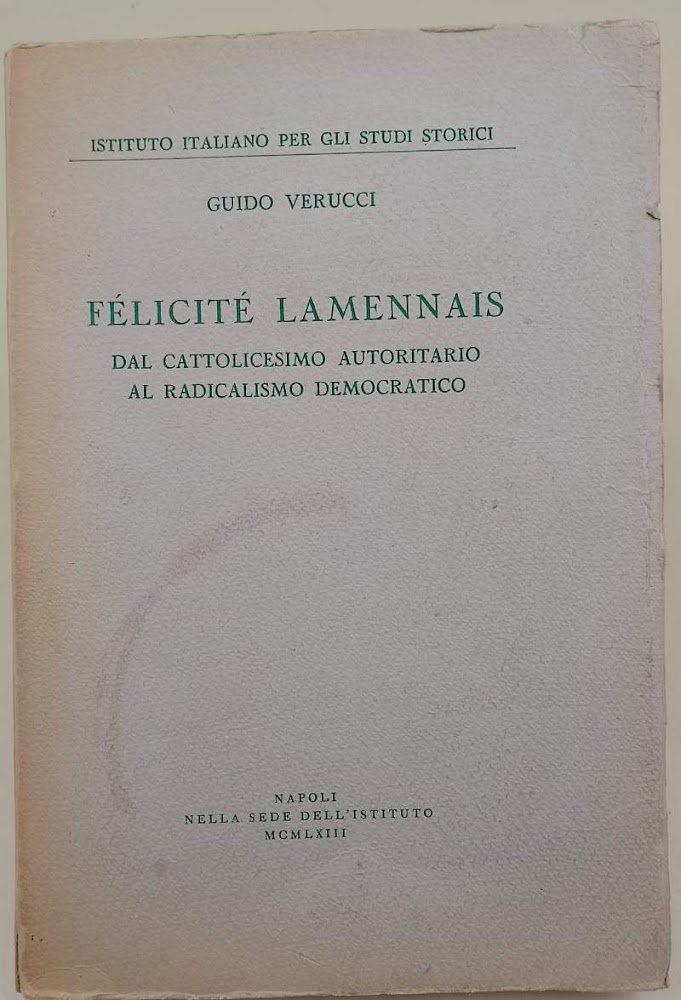 ISTITUTO ITALIANO PER GLI STUDI STORICI
GUIDO VERUCCI
FÉLICITÉ LAMENNAIS
DAL CATTOLICESIMO AUTORITARIO
AL RADICALISMO DEMOCRATICO
NAPOLI
NELLA SEDE DELL'ISTITUTO
MCMLXIII